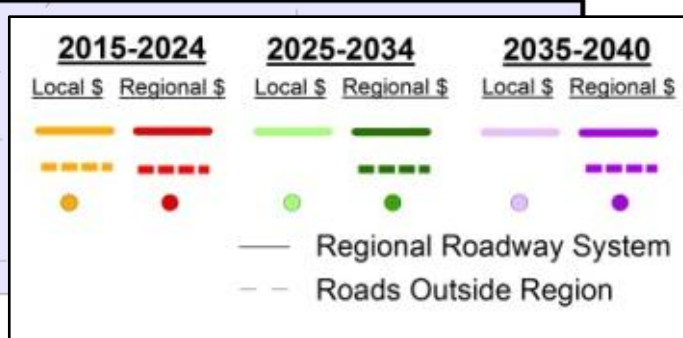 2015-2024 2025-2034 2035-2040
Local $ Regional $ Local $ Regional $ Local $ Regional $
Regional Roadway System
Roads Outside Region